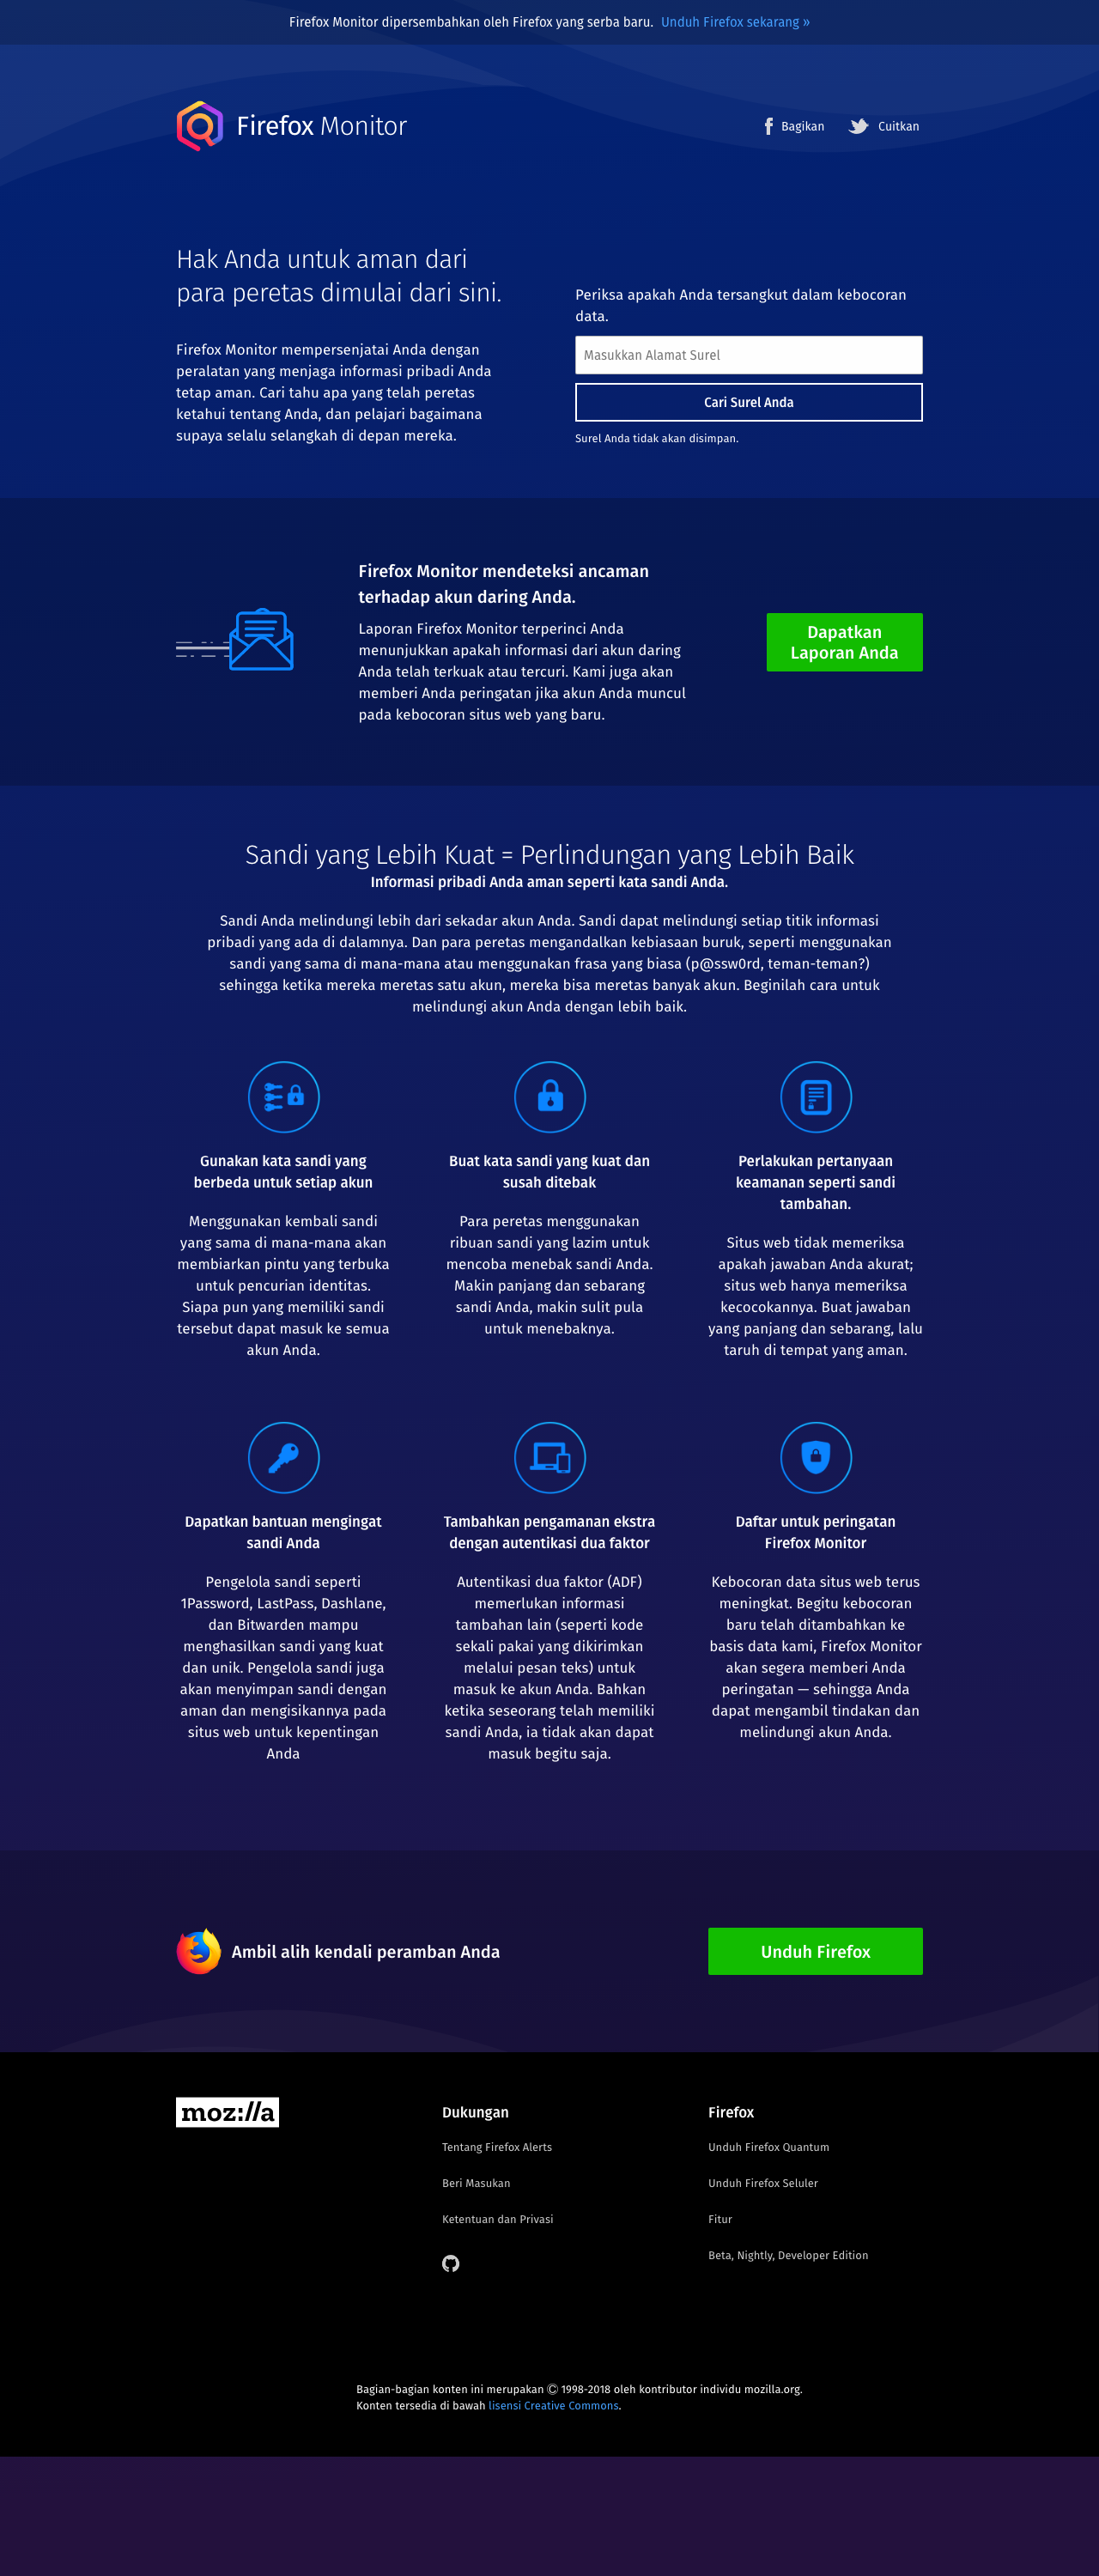 Firefox Monitor dipersembahkan oleh Firefox yang serba baru. Unduh Firefox sekarang »
Firefox Monitor
Bagikan
Cuitkan
Hak Anda untuk aman dari
para peretas dimulai dari sini.
Firefox Monitor mempersenjatai Anda dengan
peralatan yang menjaga informasi pribadi Anda
tetap aman. Cari tahu apa yang telah peretas
ketahui tentang Anda, dan pelajari bagaimana
supaya selalu selangkah di depan mereka.
Periksa apakah Anda tersangkut dalam kebocoran
data.
Masukkan Alamat Surel
Cari Surel Anda
Surel Anda tidak akan disimpan.
Firefox Monitor mendeteksi ancaman
terhadap akun daring Anda.
Laporan Firefox Monitor terperinci Anda
menunjukkan apakah informasi dari akun daring
Anda telah terkuak atau tercuri. Kami juga akan
memberi Anda peringatan jika akun Anda muncul
pada kebocoran situs web yang baru.
Dapatkan
Laporan Anda
Sandi yang Lebih Kuat = Perlindungan yang Lebih Baik
Informasi pribadi Anda aman seperti kata sandi Anda.
Sandi Anda melindungi lebih dari sekadar akun Anda. Sandi dapat melindungi setiap titik informasi
pribadi yang ada di dalamnya. Dan para peretas mengandalkan kebiasaan buruk, seperti menggunakan
sandi yang sama di mana-mana atau menggunakan frasa yang biasa (p@ssw0rd, teman-teman?)
sehingga ketika mereka meretas satu akun, mereka bisa meretas banyak akun. Beginilah cara untuk
melindungi akun Anda dengan lebih baik.
Gunakan kata sandi yang
berbeda untuk setiap akun
Menggunakan kembali sandi
yang sama di mana-mana akan
membiarkan pintu yang terbuka
untuk pencurian identitas.
Siapa pun yang memiliki sandi
tersebut dapat masuk ke semua
akun Anda.
Buat kata sandi yang kuat dan
susah ditebak
Para peretas menggunakan
ribuan sandi yang lazim untuk
mencoba menebak sandi Anda.
Makin panjang dan sebarang
sandi Anda, makin sulit pula
untuk menebaknya.
Perlakukan pertanyaan
keamanan seperti sandi
tambahan.
Situs web tidak memeriksa
apakah jawaban Anda akurat;
situs web hanya memeriksa
kecocokannya. Buat jawaban
yang panjang dan sebarang, lalu
taruh di tempat yang aman.
Dapatkan bantuan mengingat
sandi Anda
Pengelola sandi seperti
1Password, LastPass, Dashlane,
dan Bitwarden mampu
menghasilkan sandi yang kuat
dan unik. Pengelola sandi juga
akan menyimpan sandi dengan
aman dan mengisikannya pada
situs web untuk kepentingan
Anda
Tambahkan pengamanan ekstra
dengan autentikasi dua faktor
Autentikasi dua faktor (ADF)
memerlukan informasi
tambahan lain (seperti kode
sekali pakai yang dikirimkan
melalui pesan teks) untuk
masuk ke akun Anda. Bahkan
ketika seseorang telah memiliki
sandi Anda, ia tidak akan dapat
masuk begitu saja.
Daftar untuk peringatan
Firefox Monitor
Kebocoran data situs web terus
meningkat. Begitu kebocoran
baru telah ditambahkan ke
basis data kami, Firefox Monitor
akan segera memberi Anda
peringatan — sehingga Anda
dapat mengambil tindakan dan
melindungi akun Anda.
Ambil alih kendali peramban Anda
Unduh Firefox
moz://a
Dukungan
Tentang Firefox Alerts
Beri Masukan
Ketentuan dan Privasi
Firefox
Unduh Firefox Quantum
Unduh Firefox Seluler
Fitur
Beta, Nightly, Developer Edition
Bagian-bagian konten ini merupakan © 1998-2018 oleh kontributor individu mozilla.org.
Konten tersedia di bawah lisensi Creative Commons.